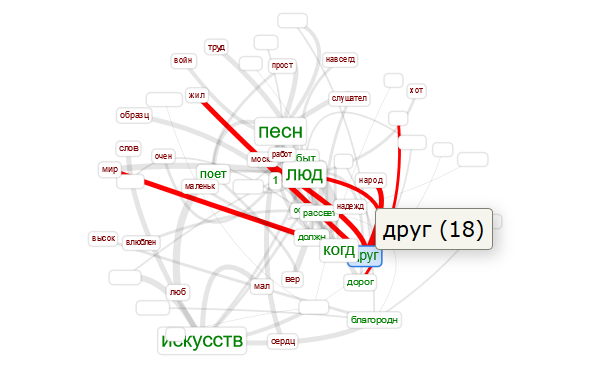 труд
войн
прост
навсегд
жил
хот
слушател
образц
песн
слов
очен
работ
быт
мир
поет
1
люд
народ
маленьк
надежд
рассвет
друг (18)
высок
влюблен
должн
когд
друг
вер
дорог
люб
мал
благородн
искусств
сердц